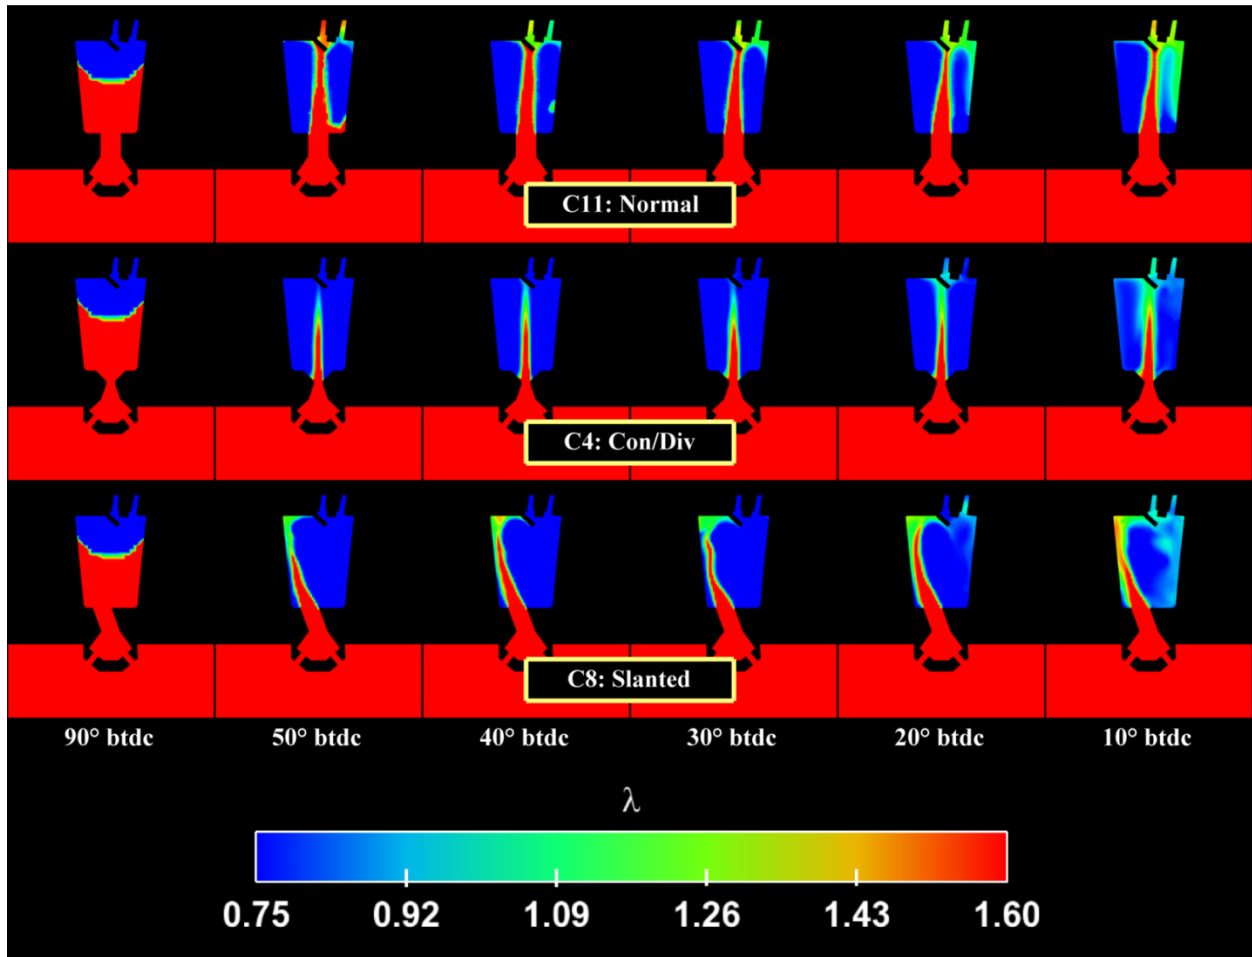 C11: Normal
C4: Con/Div
C8: Slanted
90° btdc 50° btdc 40° btdc 30° btdc 20° btdc 10° btdc
λ
0.75 0.92 1.09 1.26 1.43 1.60